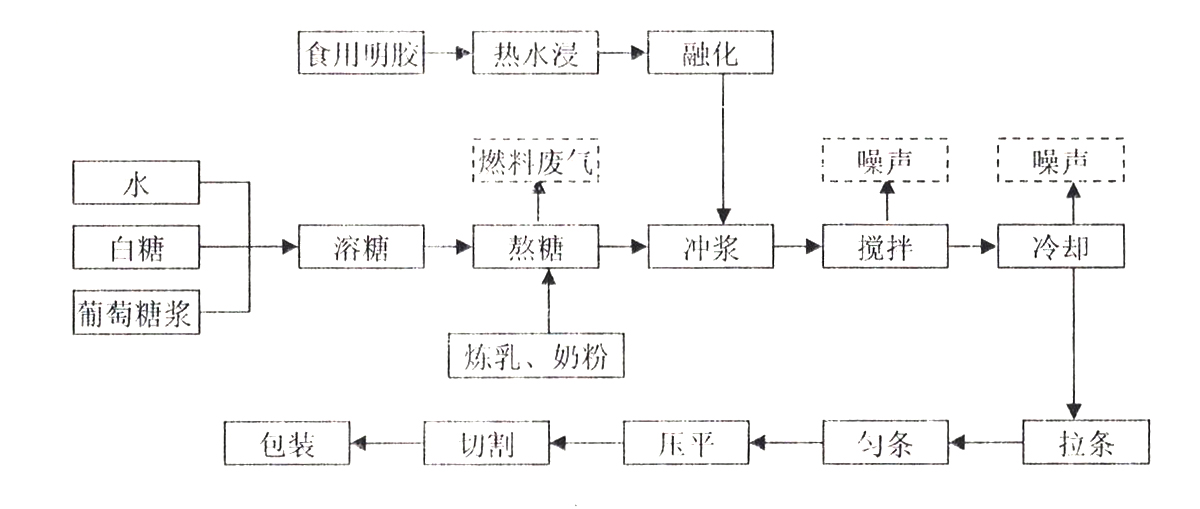 食用明胶 热水浸 融化
燃料废气 噪声 噪声
水
白糖 溶糖 熬糖 冲浆 搅拌 冷却
葡萄糖浆
炼乳、奶粉
包装 切割 压平 匀条 拉条